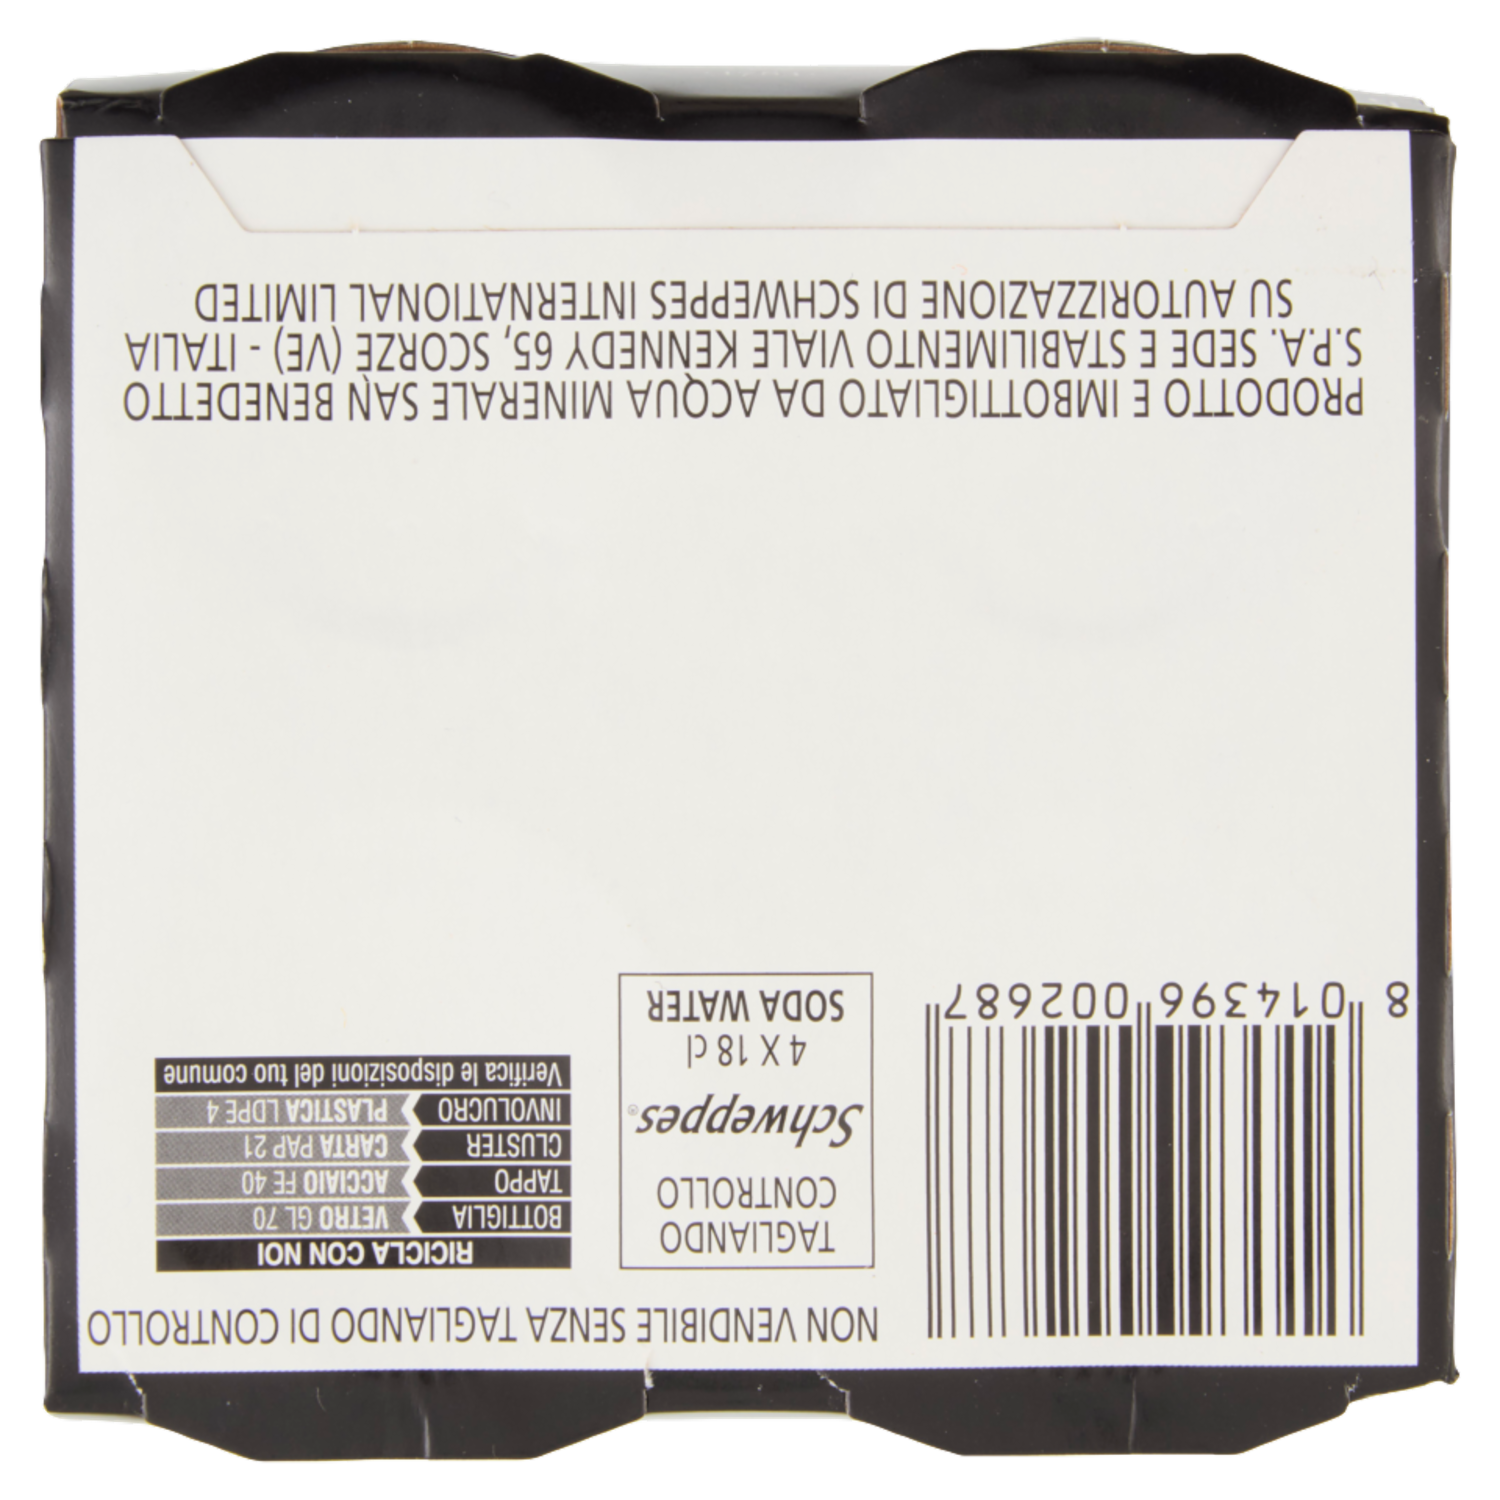 NON VENDIBILE SENZA TAGLIANDO DI CONTROLLO
8 014396 002687
TAGLIANDO
CONTROLLO
Schweppes®
4 X 18 cl
SODA WATER
RICICLA CON NOI
BOTTIGLIA VETRO GL 70
TAPPO ACCIAIO FE 40
CLUSTER CARTA PAP 21
INVOLUCRO PLASTICA LDPE 4
Verifica le disposizioni del tuo comune
PRODOTTO E IMBOTTIGLIATO DA ACQUA MINERALE SAN BENEDETTO
S.P.A. SEDE E STABILIMENTO VIALE KENNEDY 65, SCORZE (VE) - ITALIA
SU AUTORIZZAZIONE DI SCHWEPPES INTERNATIONAL LIMITED